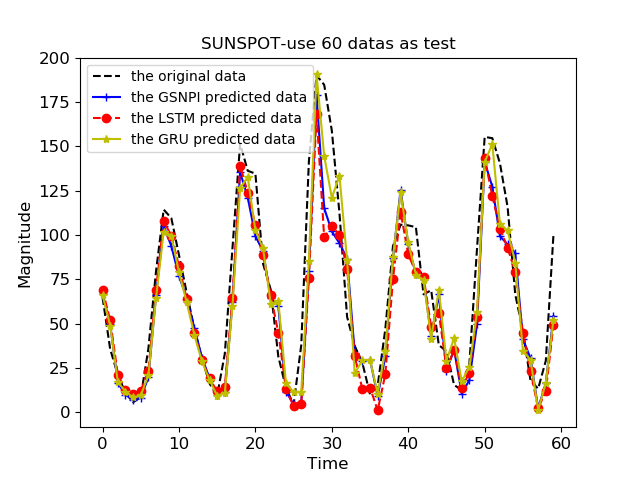 SUNSPOT-use 60 datas as test
the original data
the GSNPI predicted data
the LSTM predicted data
the GRU predicted data
Magnitude
200
175
150
125
100
75
50
25
0
0 10 20 30 40 50 60
Time